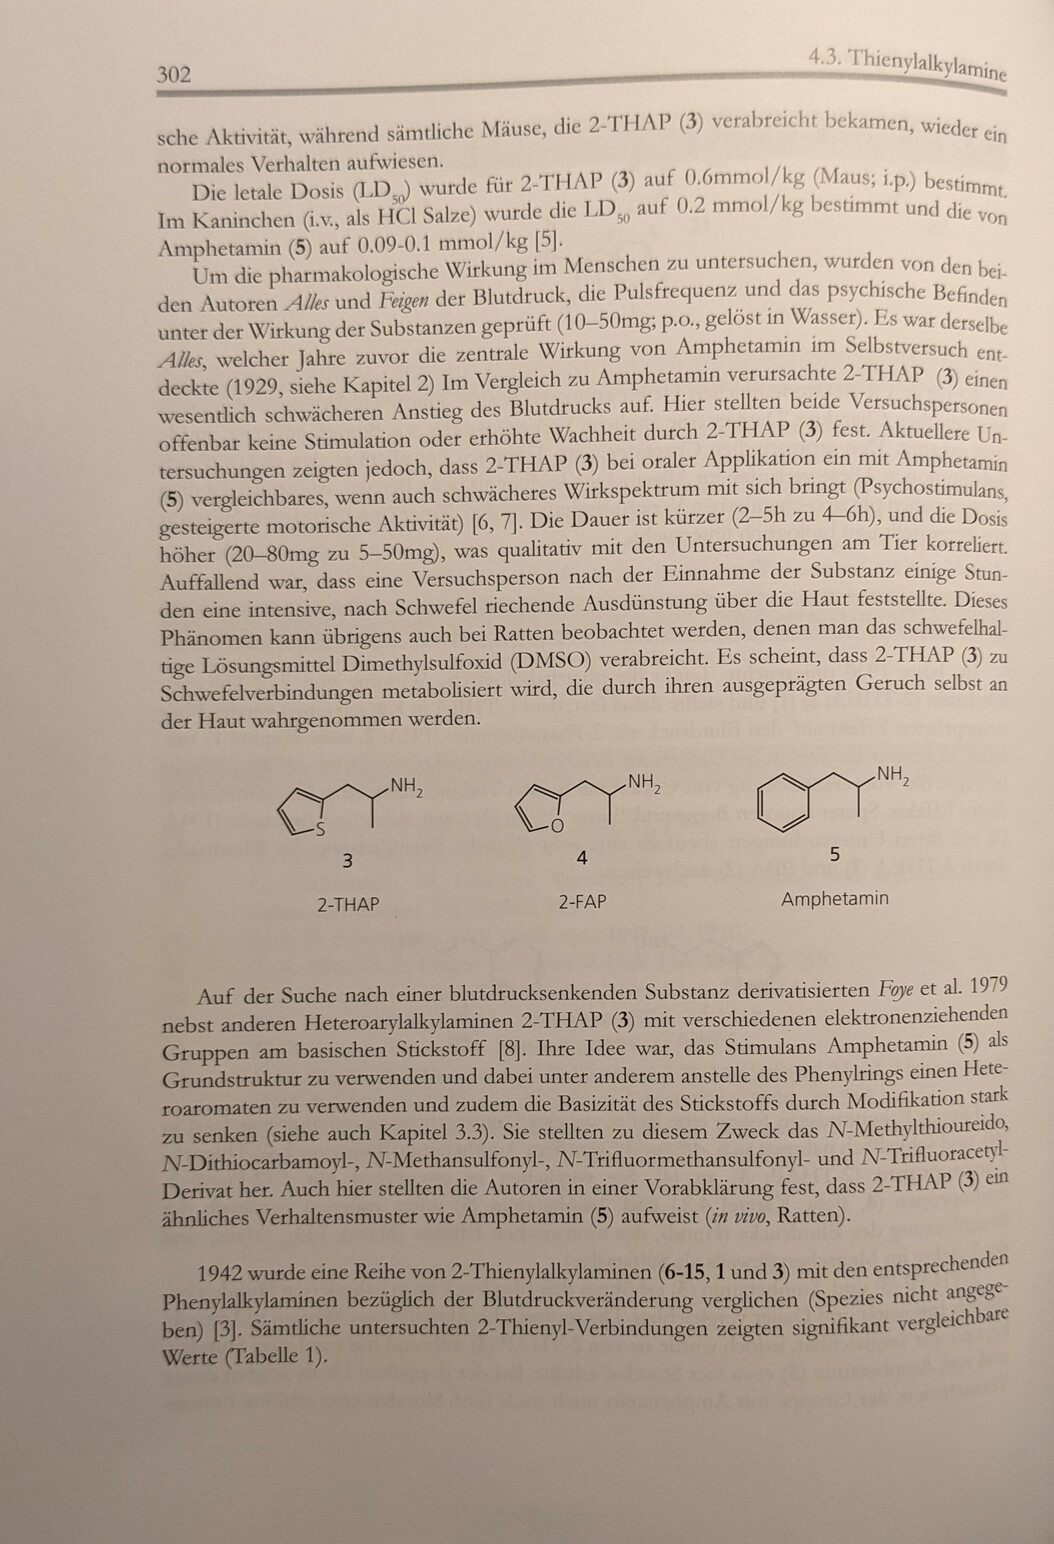 302
4.3. Thienylalkylamine
sche Aktivität, während sämtliche Mäuse, die 2-THAP (3) verabreicht bekamen, wieder ein
normales Verhalten aufwiesen.
Die letale Dosis (LD50) wurde für 2-THAP (3) auf 0.6mmol/kg (Maus; i.p.) bestimmt.
Im Kaninchen (i.v., als HCl Salze) wurde die LD50 auf 0.2 mmol/kg bestimmt und die von
Amphetamin (5) auf 0.09-0.1 mmol/kg [5].
Um die pharmakologische Wirkung im Menschen zu untersuchen, wurden von den bei-
den Autoren Alles und Feigen der Blutdruck, die Pulsfrequenz und das psychische Befinden
unter der Wirkung der Substanzen geprüft (10–50mg; p.o., gelöst in Wasser). Es war derselbe
Alles, welcher Jahre zuvor die zentrale Wirkung von Amphetamin im Selbstversuch ent-
deckte (1929, siehe Kapitel 2) Im Vergleich zu Amphetamin verursachte 2-THAP (3) einen
wesentlich schwächeren Anstieg des Blutdrucks auf. Hier stellten beide Versuchspersonen
offenbar keine Stimulation oder erhöhte Wachheit durch 2-THAP (3) fest. Aktuellere Un-
tersuchungen zeigten jedoch, dass 2-THAP (3) bei oraler Applikation ein mit Amphetamin
(5) vergleichbares, wenn auch schwächeres Wirkspektrum mit sich bringt (Psychostimulans,
gesteigerte motorische Aktivität) [6, 7]. Die Dauer ist kürzer (2–5h zu 4–6h), und die Dosis
höher (20–80mg zu 5–50mg), was qualitativ mit den Untersuchungen am Tier korreliert.
Auffallend war, dass eine Versuchsperson nach der Einnahme der Substanz einige Stun-
den eine intensive, nach Schwefel riechende Ausdünstung über die Haut feststellte. Dieses
Phänomen kann übrigens auch bei Ratten beobachtet werden, denen man das schwefelhal-
tige Lösungsmittel Dimethylsulfoxid (DMSO) verabreicht. Es scheint, dass 2-THAP (3) zu
Schwefelverbindungen metabolisiert wird, die durch ihren ausgeprägten Geruch selbst an
der Haut wahrgenommen werden.
NH2 NH2 NH2
S O
3 4 5
2-THAP 2-FAP Amphetamin
Auf der Suche nach einer blutdrucksenkenden Substanz derivatisierten Foye et al. 1979
nebst anderen Heteroarylalkylaminen 2-THAP (3) mit verschiedenen elektronenziehenden
Gruppen am basischen Stickstoff [8]. Ihre Idee war, das Stimulans Amphetamin (5) als
Grundstruktur zu verwenden und dabei unter anderem anstelle des Phenylrings einen Hete-
roaromaten zu verwenden und zudem die Basizität des Stickstoffs durch Modifikation stark
zu senken (siehe auch Kapitel 3.3). Sie stellten zu diesem Zweck das N-Methylthioureido,
N-Dithiocarbamoyl-, N-Methansulfonyl-, N-Trifluormethansulfonyl- und N-Trifluoracetyl-
Derivat her. Auch hier stellten die Autoren in einer Vorabklärung fest, dass 2-THAP (3) ein
ähnliches Verhaltensmuster wie Amphetamin (5) aufweist (in vivo, Ratten).
1942 wurde eine Reihe von 2-Thienylalkylaminen (6-15, 1 und 3) mit den entsprechenden
Phenylalkylaminen bezüglich der Blutdruckveränderung verglichen (Spezies nicht angege-
ben) [3]. Sämtliche untersuchten 2-Thienyl-Verbindungen zeigten signifikant vergleichbare
Werte (Tabelle 1).